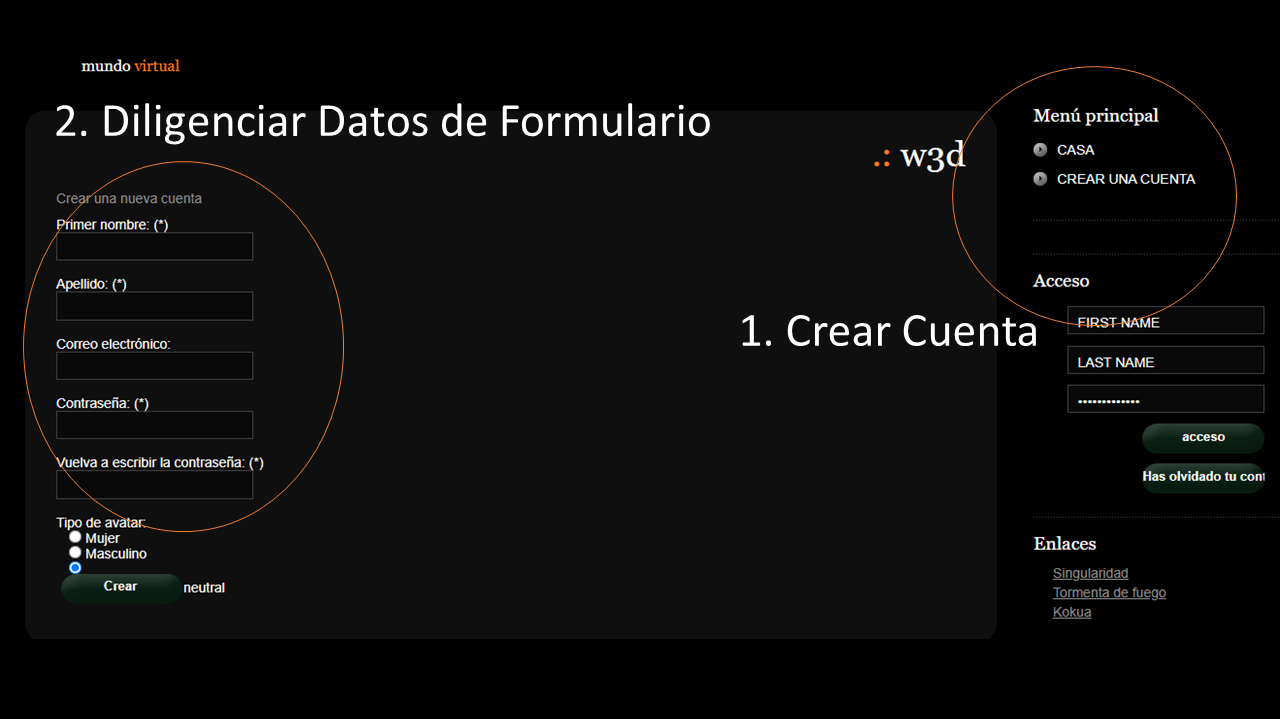 mundo virtual
2. Diligenciar Datos de Formulario
.: w3d
Crear una nueva cuenta
Primer nombre: (*)
Apellido: (*)
Correo electrónico:
Contraseña: (*)
Vuelva a escribir la contraseña: (*)
Tipo de avatar:
Mujer
Masculino
Crear
neutral
1. Crear Cuenta
Menú principal
CASA
CREAR UNA CUENTA
Acceso
FIRST NAME
LAST NAME
•••••••••••••
acceso
Has olvidado tu cont
Enlaces
Singularidad
Tormenta de fuego
Kokua